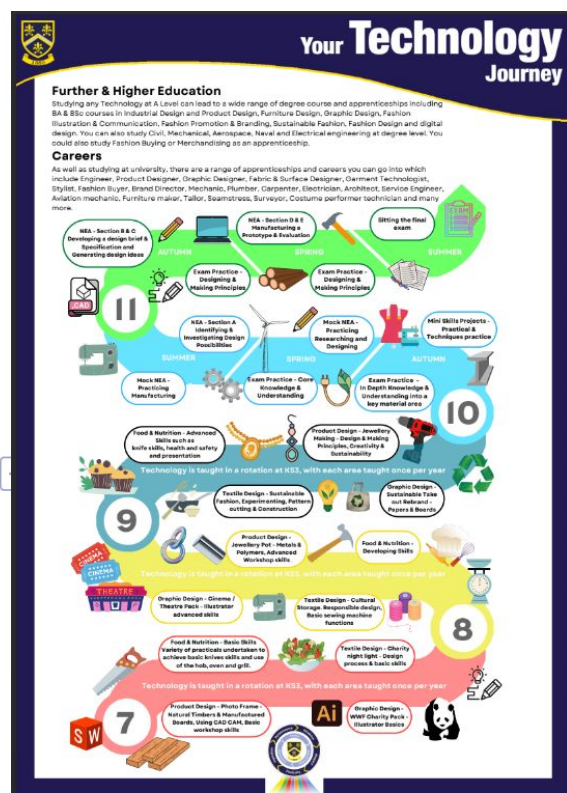 Your Technology
Journey
Further & Higher Education
Studying any Technology at A Level can lead to a wide range of degree course and apprenticeships including
BA & BSc courses in Industrial Design and Product Design, Furniture Design, Graphic Design, Fashion
Illustration & Communication, Fashion Promotion & Branding, Sustainable Fashion, Fashion Design and digital
design. You can also study Civil, Mechanical, Aerospace, Naval and Electrical engineering at degree level. You
could also study Fashion Buying or Merchandising as an apprenticeship.
Careers
As well as studying at university, there are a range of apprenticeships and careers you can go into which
include Engineer, Product Designer, Graphic Designer, Fabric & Surface Designer, Garment Technologist,
Stylist, Fashion Buyer, Brand Director, Mechanic, Plumber, Carpenter, Electrician, Architect, Service Engineer,
Aviation mechanic, Furniture maker, Tailor, Seamstress, Surveyor, Costume performer technician and many
more.
NEA - Section B & C
Developing a design brief &
Specification and
Generating design ideas
AUTUMN
NEA - Section D & E
Manufacturing a
Prototype & Evaluation
SPRING
Sitting the final
exam
SUMMER
EXAM
Exam Practice -
Designing &
Making Principles
Exam Practice -
Designing &
Making Principles
.CAD
11
NEA - Section A
Identifying &
Investigating Design
Possibilities
Mock NEA -
Practicing
Researching and
Designing
Mini Skills Projects -
Practical &
Techniques practice
SUMMER
SPRING
AUTUMN
Mock NEA -
Practicing
Manufacturing
Exam Practice - Core
Knowledge &
Understanding
Exam Practice -
In Depth Knowledge &
Understanding into a
key material area
10
Food & Nutrition - Advanced
Skills such as
knife skills, health and safety
and presentation
Product Design - Jewellery
Making - Design & Making
Principles, Creativity &
Sustainability
Technology is taught in a rotation at KS3, with each area taught once per year
Textile Design - Sustainable
Fashion, Experimenting, Pattern
cutting & Construction
Graphic Design -
Sustainable Take
out Rebrand -
Papers & Boards
9
Product Design -
Jewellery Pot - Metals &
Polymers, Advanced
Workshop skills
Food & Nutrition -
Developing Skills
CINEMA
CINEMA
Technology is taught in a rotation at KS3, with each area taught once per year
THEATRE
Graphic Design - Cinema /
Theatre Pack - Illustrator
advanced skills
Textile Design - Cultural
Storage. Responsible design,
Basic sewing machine
functions
8
Food & Nutrition - Basic Skills
Variety of practicals undertaken to
achieve basic knives skills and use
of the hob, oven and grill.
Textile Design - Charity
night light - Design
process & basic skills
Technology is taught in a rotation at KS3, with each area taught once per year
7
Product Design - Photo Frame -
Natural Timbers & Manufactured
Boards, Using CAD CAM, Basic
workshop skills
Ai
Graphic Design -
WWF Charity Pack -
Illustrator Basics
SW